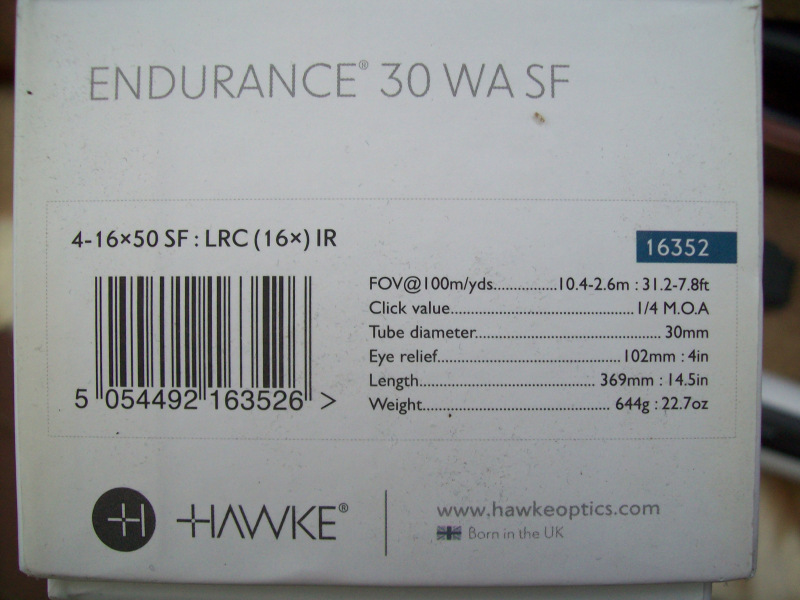 ENDURANCE® 30 WA SF
4-16×50 SF : LRC (16×) IR
16352
FOV@100m/yds...............10.4-2.6m : 31.2-7.8ft
Click value............................................1/4 M.O.A
Tube diameter............................................. 30mm
Eye relief............................................102mm : 4in
Length.......................................... 369mm : 14.5in
Weight............................................. 644g : 22.7oz
5 054492 163526 >
HAWKE®
www.hawkeoptics.com
Born in the UK